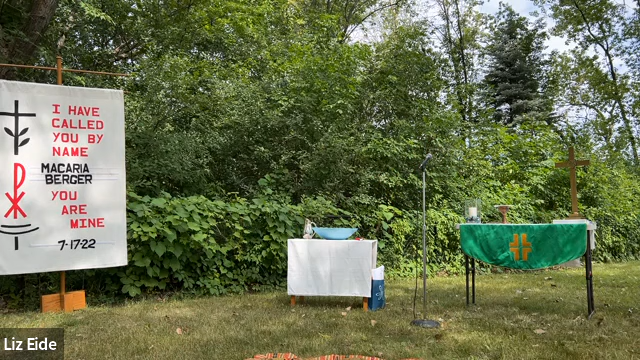 I HAVE
CALLED
YOU BY
NAME
MACARIA
BERGER
YOU
ARE
MINE
7-17-22
Liz Eide